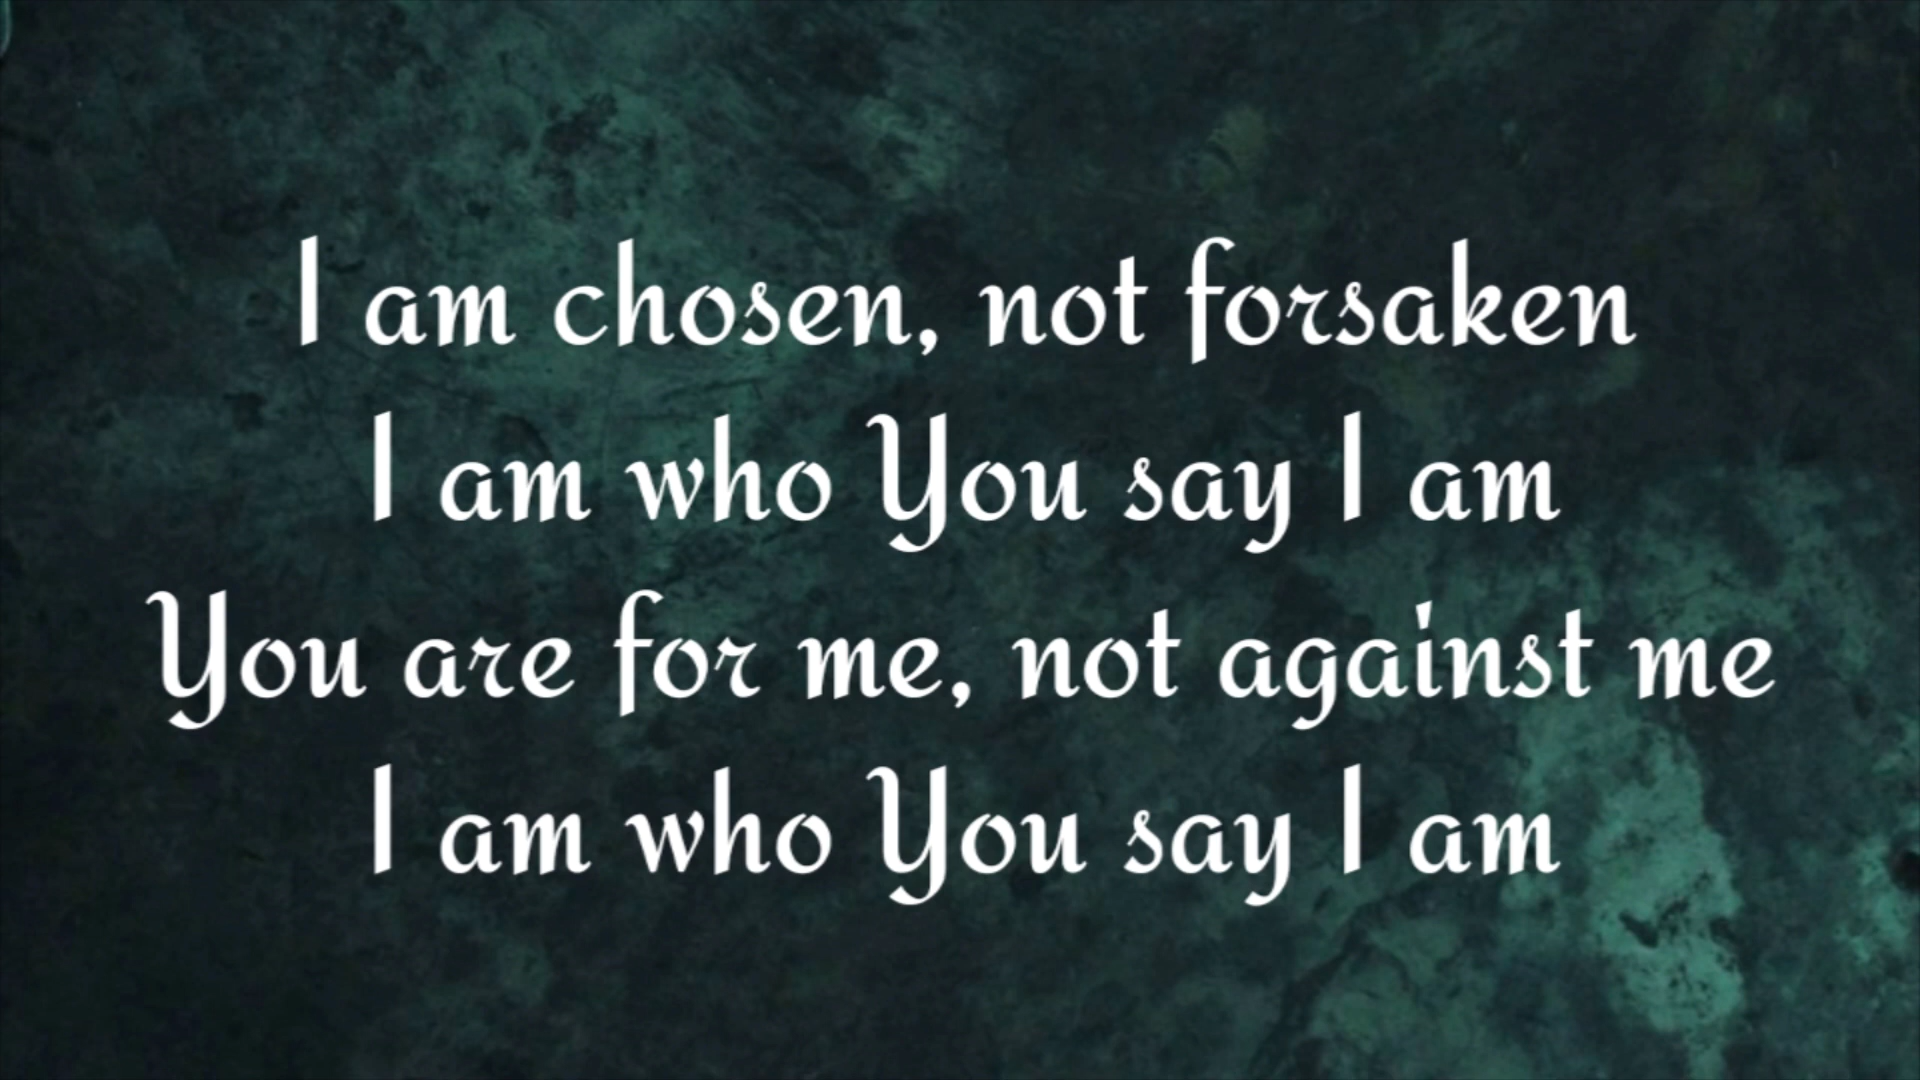 I am chosen, not forsaken
I am who You say I am
You are for me, not against me
I am who You say I am